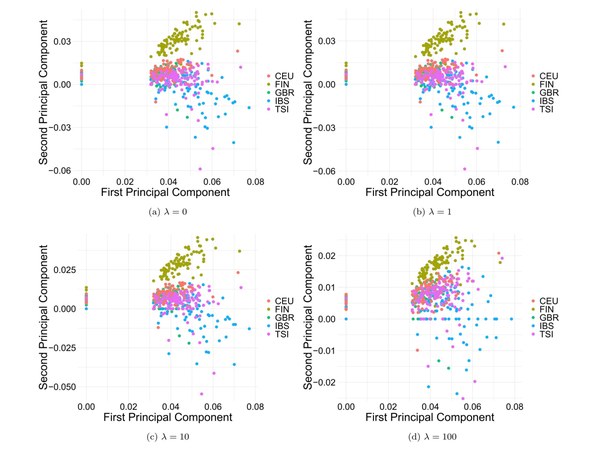 Second Principal Component
0.03
0.00
−0.03
−0.06
0.00
0.02
0.04
0.06
0.08
First Principal Component
CEU
FIN
GBR
IBS
TSI
(a) λ = 0
Second Principal Component
0.03
0.00
−0.03
−0.06
0.00
0.02
0.04
0.06
0.08
First Principal Component
CEU
FIN
GBR
IBS
TSI
(b) λ = 1
Second Principal Component
0.025
0.000
−0.025
−0.050
0.00
0.02
0.04
0.06
0.08
First Principal Component
CEU
FIN
GBR
IBS
TSI
(c) λ = 10
Second Principal Component
0.02
0.01
0.00
−0.01
−0.02
0.00
0.02
0.04
0.06
0.08
First Principal Component
CEU
FIN
GBR
IBS
TSI
(d) λ = 100